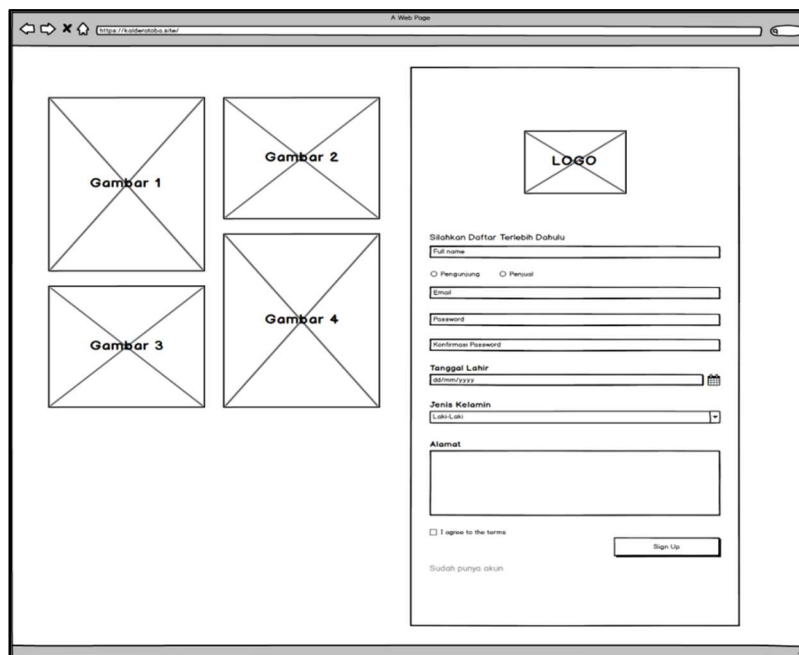 A Web Page
https://kalderatoba.site/
Gambar 1
Gambar 2
Gambar 3
Gambar 4
LOGO
Silahkan Daftar Terlebih Dahulu
Full name
Pengunjung Penjual
Email
Password
Konfirmasi Password
Tanggal Lahir
dd/mm/yyyy
Jenis Kelamin
Laki-Laki
Alamat
I agree to the terms
Sign Up
Sudah punya akun